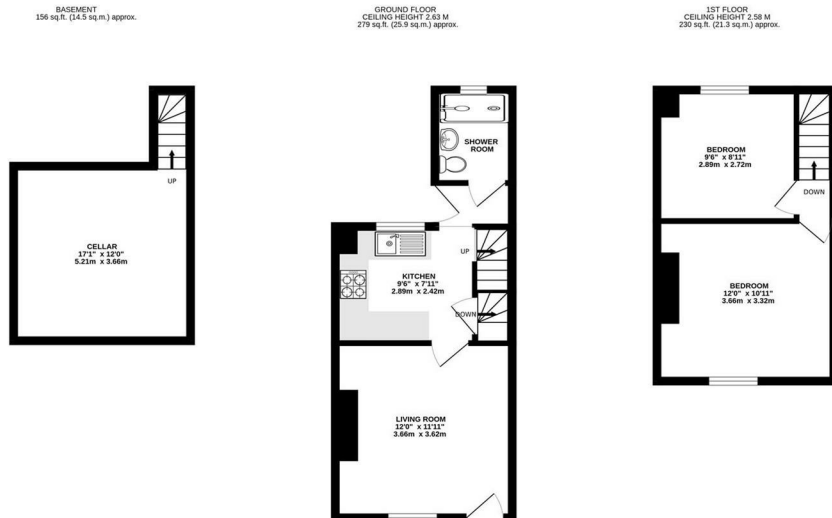 BASEMENT
156 sq.ft. (14.5 sq.m.) approx.
GROUND FLOOR
CEILING HEIGHT 2.63 M
279 sq.ft. (25.9 sq.m.) approx.
1ST FLOOR
CEILING HEIGHT 2.58 M
230 sq.ft. (21.3 sq.m.) approx.
UP
CELLAR
17'1" x 12'0"
5.21m x 3.66m
SHOWER
ROOM
UP
KITCHEN
9'6" x 7'11"
2.89m x 2.42m
DOWN
LIVING ROOM
12'0" x 11'11"
3.66m x 3.62m
BEDROOM
9'6" x 8'11"
2.89m x 2.72m
DOWN
BEDROOM
12'0" x 10'11"
3.66m x 3.32m